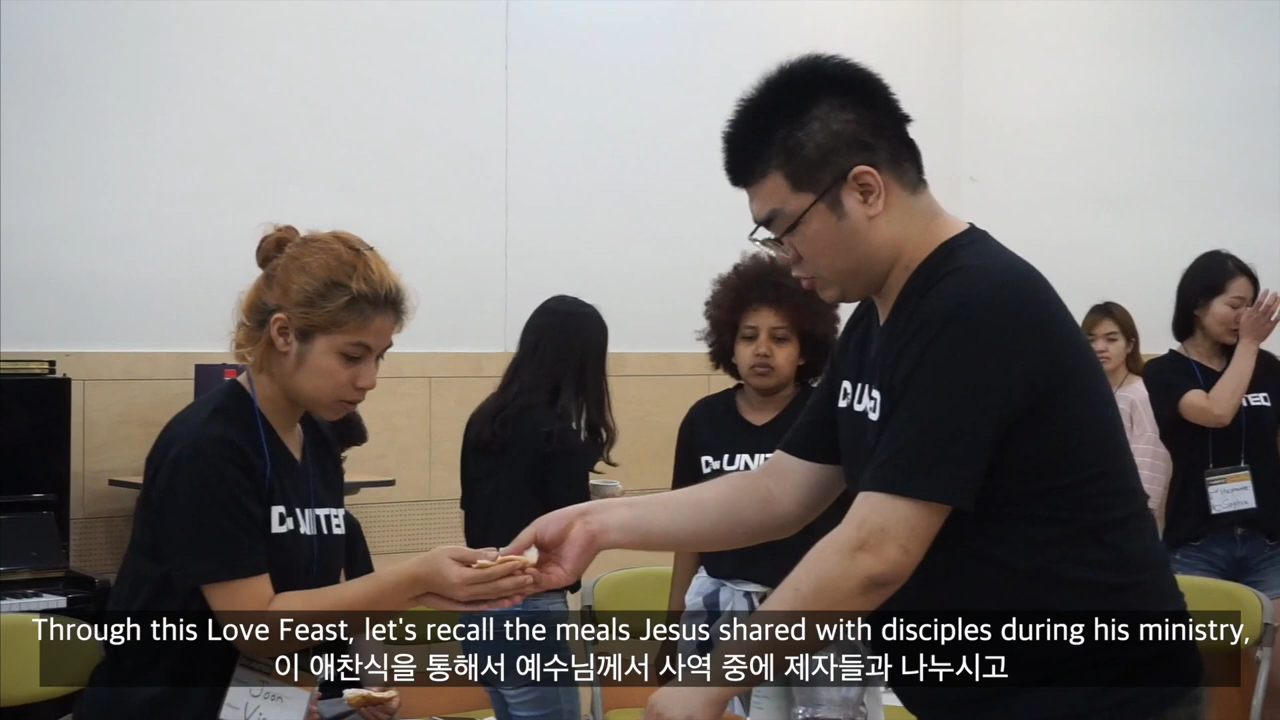 UNITED
Through this Love Feast, let's recall the meals Jesus shared with disciples during his ministry,
이 애찬식을 통해서 예수님께서 사역 중에 제자들과 나누시고
Joon